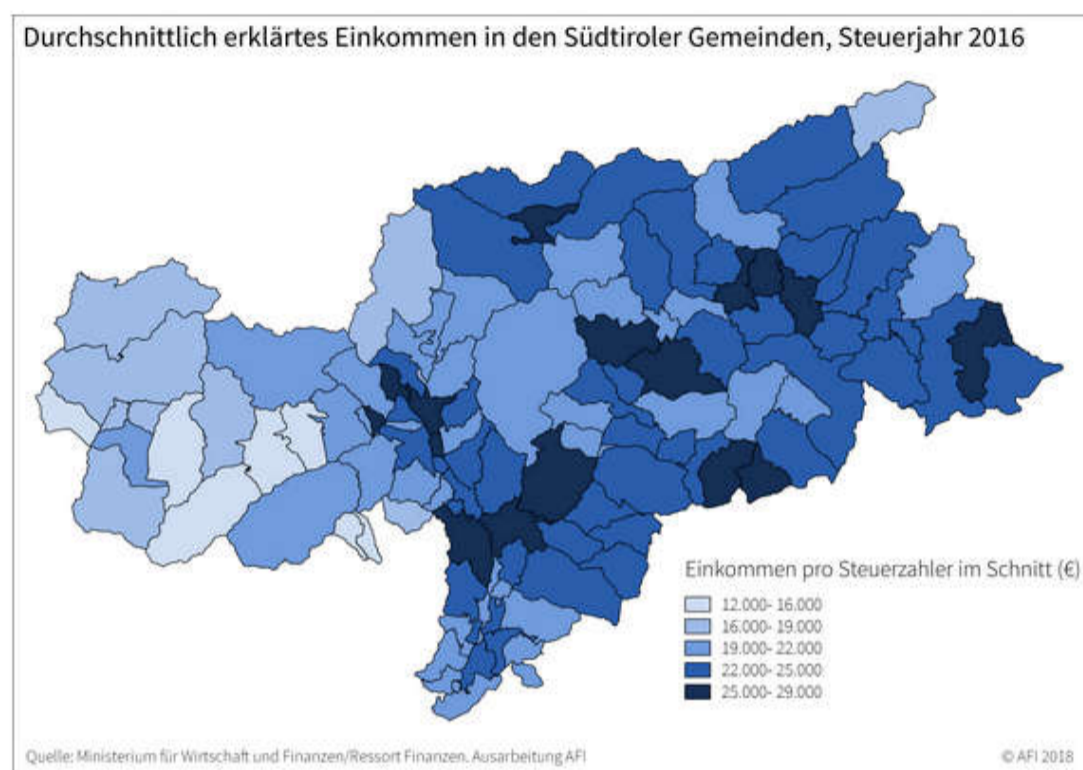 Durchschnittlich erklärtes Einkommen in den Südtiroler Gemeinden, Steuerjahr 2016
Einkommen pro Steuerzahler im Schnitt (€)
12.000- 16.000
16.000- 19.000
19.000- 22.000
22.000- 25.000
25.000- 29.000
Quelle: Ministerium für Wirtschaft und Finanzen/Ressort Finanzen. Ausarbeitung AFI
© AFI 2018